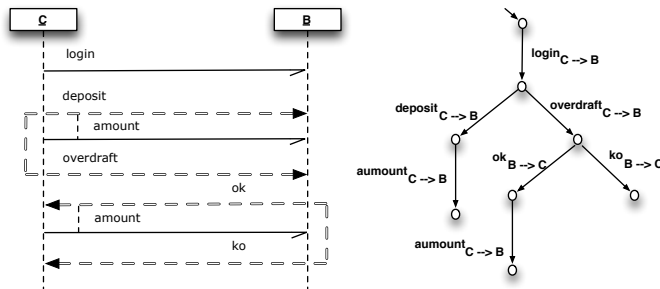 C B
login
deposit
amount
overdraft
ok
amount
ko
login C --> B
deposit C --> B
overdraft C --> B
aumount C --> B
ok B --> C
ko B --> C
aumount C --> B